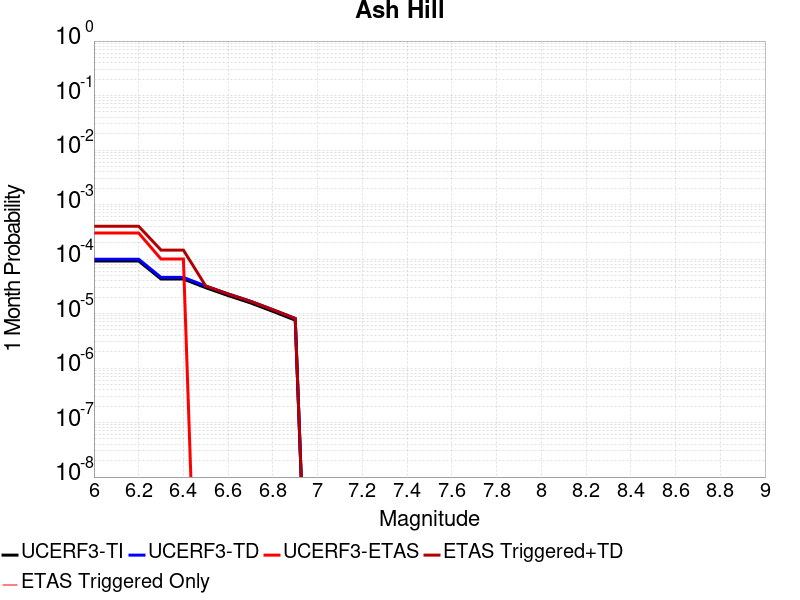 Ash Hill
10^0
10^-1
10^-2
10^-3
10^-4
10^-5
10^-6
10^-7
10^-8
1 Month Probability
6 6.2 6.4 6.6 6.8 7 7.2 7.4 7.6 7.8 8 8.2 8.4 8.6 8.8 9
Magnitude
UCERF3-TI UCERF3-TD UCERF3-ETAS ETAS Triggered+TD
ETAS Triggered Only